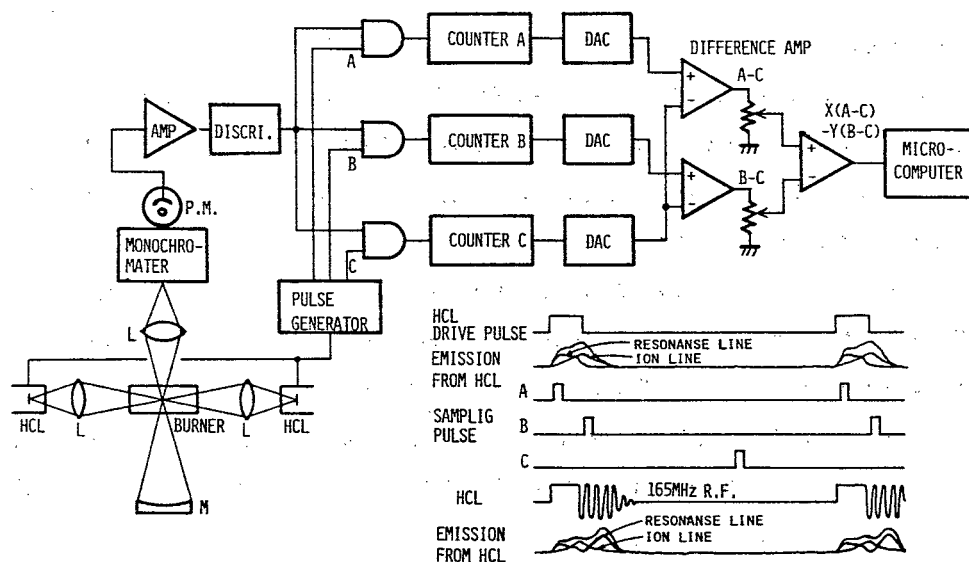 COUNTER A
DAC
A
DIFFERENCE AMP
A-C
AMP
DISCRI.
COUNTER B
DAC
B
X(A-C)
-Y(B-C)
MICRO-
COMPUTER
B-C
P.M.
MONOCHRO-
MATER
COUNTER C
DAC
C
PULSE
GENERATOR
L
HCL
L
BURNER
L
HCL
M
HCL
DRIVE PULSE
RESONANSE LINE
EMISSION
FROM HCL
ION LINE
A
SAMPLIG
PULSE
B
C
HCL
165MHz R.F.
RESONANSE LINE
EMISSION
FROM HCL
ION LINE
+
−
+
−
+
−